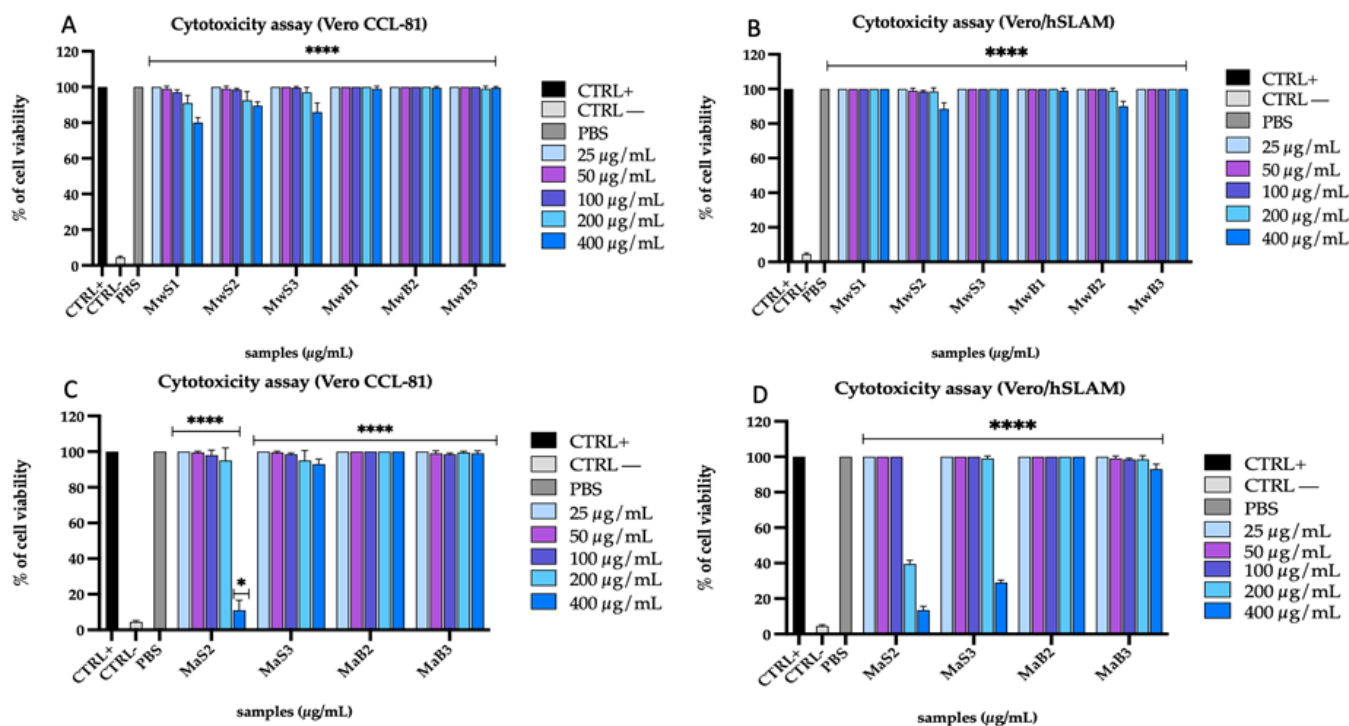 A
Cytotoxicity assay (Vero CCL-81)
% of cell viability
120
100
80
60
40
20
0
****
CTRL+
CTRL-
PBS
MwS1
MwS2
MwS3
MwB1
MwB2
MwB3
samples (µg/mL)
CTRL+
CTRL —
PBS
25 µg/mL
50 µg/mL
100 µg/mL
200 µg/mL
400 µg/mL
B
Cytotoxicity assay (Vero/hSLAM)
% of cell viability
120
100
80
60
40
20
0
****
CTRL+
CTRL-
PBS
MwS1
MwS2
MwS3
MwB1
MwB2
MwB3
samples (µg/mL)
CTRL+
CTRL —
PBS
25 µg/mL
50 µg/mL
100 µg/mL
200 µg/mL
400 µg/mL
C
Cytotoxicity assay (Vero CCL-81)
% of cell viability
120
100
80
60
40
20
0
****
*
****
CTRL+
CTRL-
PBS
MaS2
MaS3
MaB2
MaB3
samples (µg/mL)
CTRL+
CTRL —
PBS
25 µg/mL
50 µg/mL
100 µg/mL
200 µg/mL
400 µg/mL
D
Cytotoxicity assay (Vero/hSLAM)
% of cell viability
120
100
80
60
40
20
0
****
CTRL+
CTRL-
PBS
MaS2
MaS3
MaB2
MaB3
samples (µg/mL)
CTRL+
CTRL —
PBS
25 µg/mL
50 µg/mL
100 µg/mL
200 µg/mL
400 µg/mL